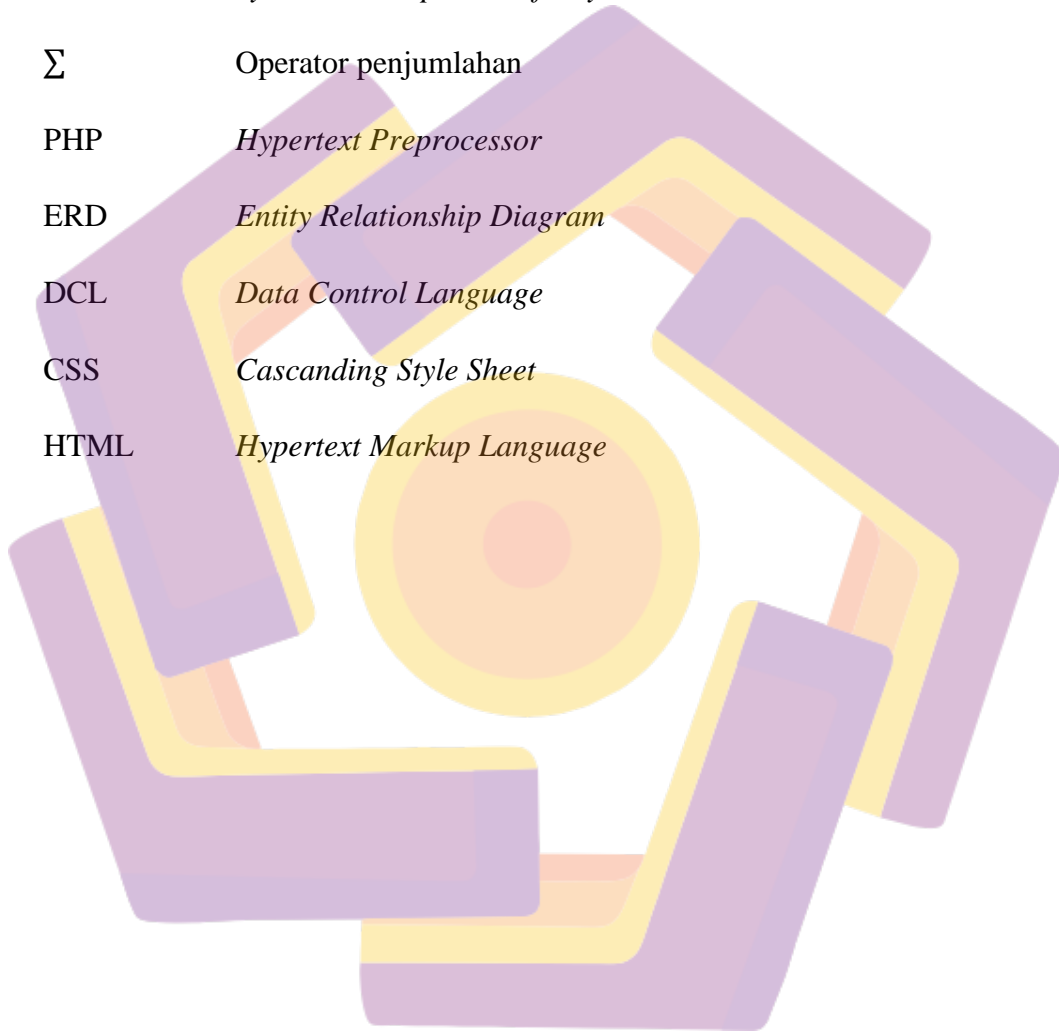 Σ Operator penjumlahan
PHP Hypertext Preprocessor
ERD Entity Relationship Diagram
DCL Data Control Language
CSS Cascanding Style Sheet
HTML Hypertext Markup Language